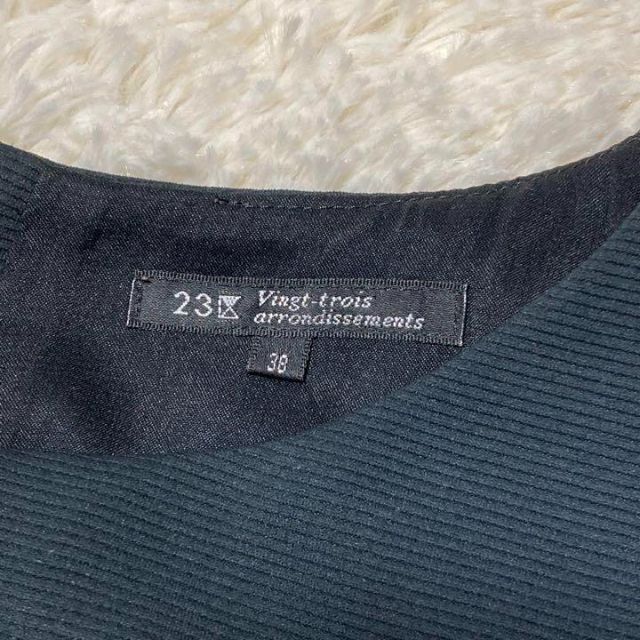 23区 Vingt-trois
arrondissements
38